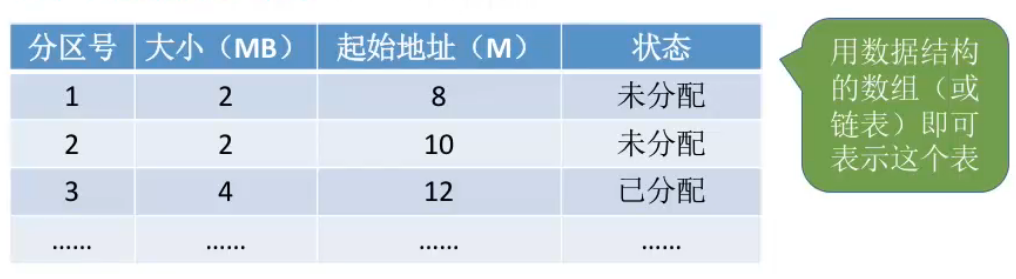 分区号 大小（MB） 起始地址（M） 状态
1 2 8 未分配
2 2 10 未分配
3 4 12 已分配
...... ...... ...... ......
用数据结构
的数组（或
链表）即可
表示这个表